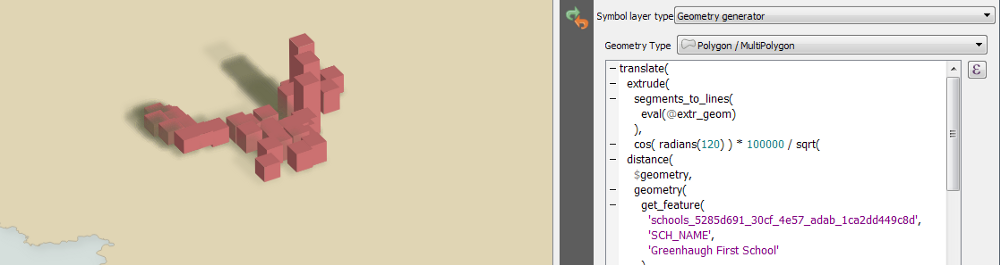 Symbol layer type Geometry generator
Geometry Type Polygon / MultiPolygon
translate(
extrude(
segments_to_lines(
eval(@extr_geom)
),
cos( radians(120) ) * 100000 / sqrt(
distance(
$geometry,
geometry(
get_feature(
'schools_5285d691_30cf_4e57_adab_1ca2dd449c8d',
'SCH_NAME',
'Greenhaugh First School'